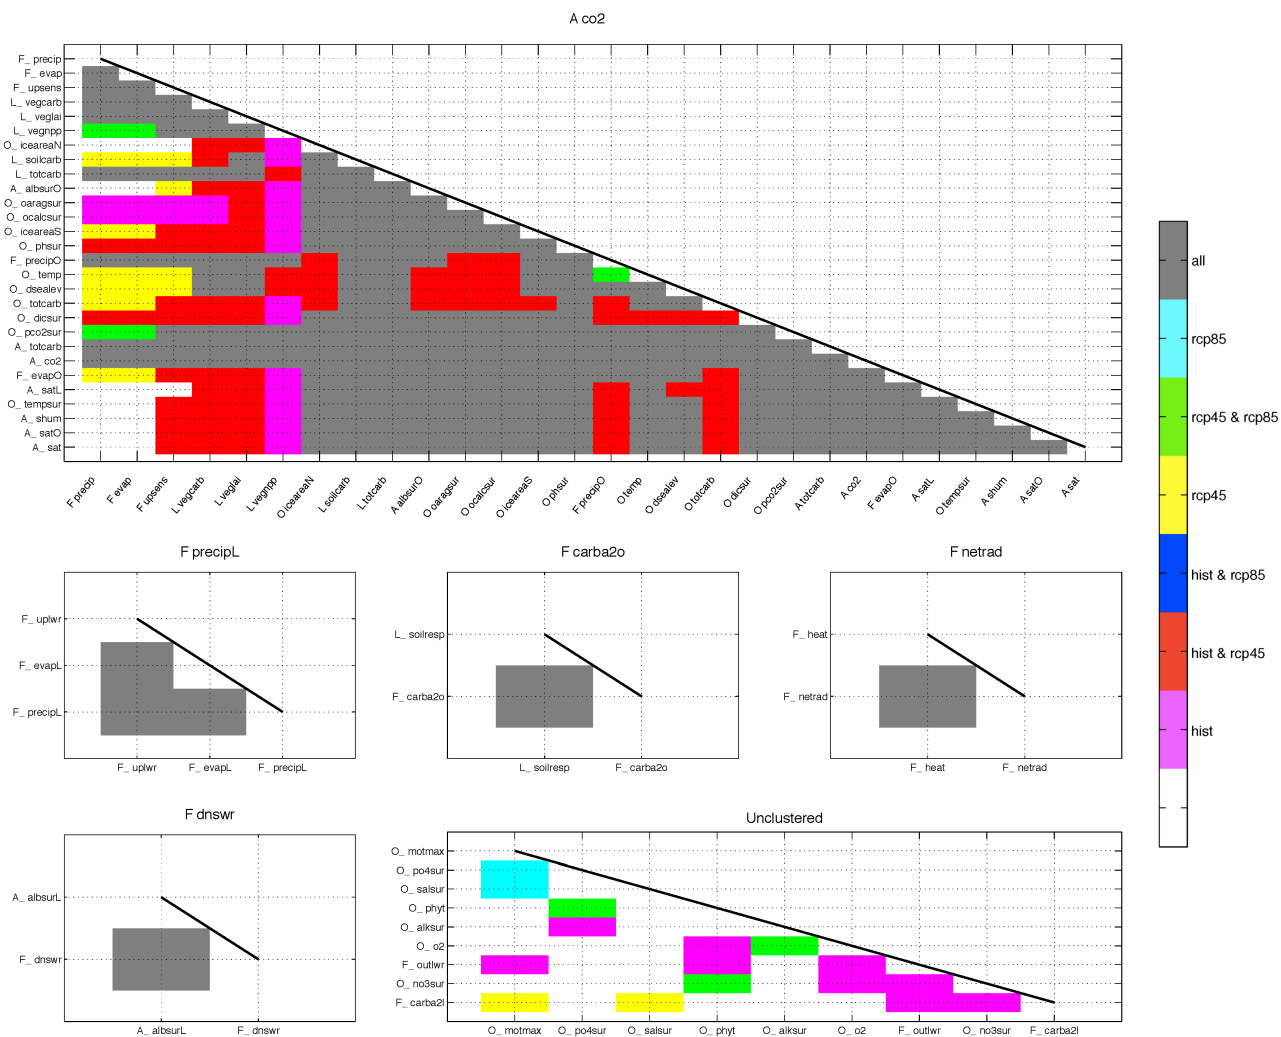 A co2
F_ precip
F_ evap
F_ upsens
L_ vegcarb
L_ veglai
L_ vegnpp
O_ iceareaN
L_ soilcarb
L_ totcarb
A_ albsurO
O_ oaragsur
O_ ocalcsur
O_ iceareaS
O_ phsur
F_ precipO
O_ temp
O_ dsealev
O_ totcarb
O_ dicsur
O_ pco2sur
A_ totcarb
A_ co2
F_ evapO
A_ satL
O_ tempsur
A_ shum
A_ satO
A_ sat
F precip
F evap
F upsens
L vegcarb
L veglai
L vegnpp
O iceareaN
L soilcarb
L totcarb
A albsurO
O oaragsur
O ocalcsur
O iceareaS
O phsur
F precipO
O temp
O dsealev
O totcarb
O dicsur
O pco2sur
A totcarb
A co2
F evapO
A satL
O tempsur
A shum
A satO
A sat
all
rcp85
rcp45 & rcp85
rcp45
hist & rcp85
hist & rcp45
hist
F precipL
F_ uplwr
F_ evapL
F_ precipL
F_ uplwr F_ evapL F_ precipL
F carba2o
L_ soilresp
F_ carba2o
L_ soilresp F_ carba2o
F netrad
F_ heat
F_ netrad
F_ heat F_ netrad
F dnswr
A_ albsurL
F_ dnswr
A_ albsurL F_ dnswr
Unclustered
O_ motmax
O_ po4sur
O_ salsur
O_ phyt
O_ alksur
O_ o2
F_ outlwr
O_ no3sur
F_ carba2l
O_ motmax O_ po4sur O_ salsur O_ phyt O_ alksur O_ o2 F_ outlwr O_ no3sur F_ carba2l